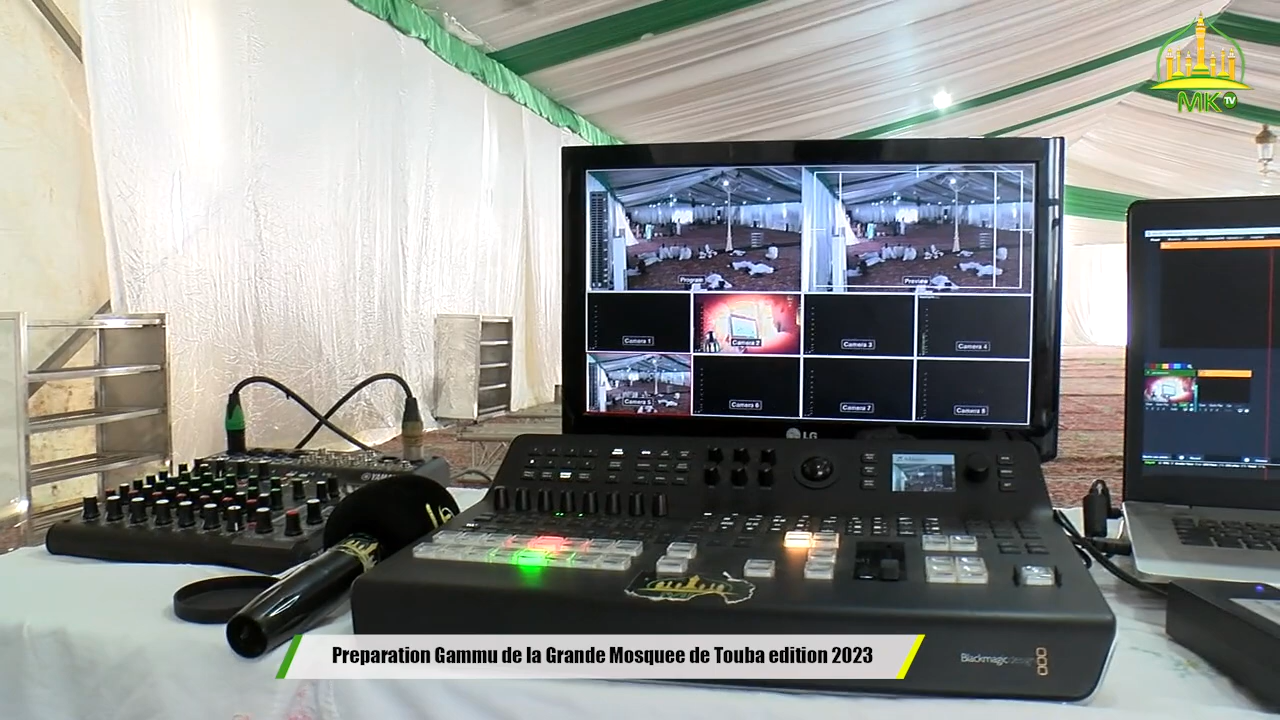 MK TV
Program
Preview
Camera 1
Camera 2
Camera 3
Camera 4
Camera 5
Camera 6
Camera 7
Camera 8
LG
YAMAHA
Blackmagicdesign
Preparation Gammu de la Grande Mosquee de Touba edition 2023